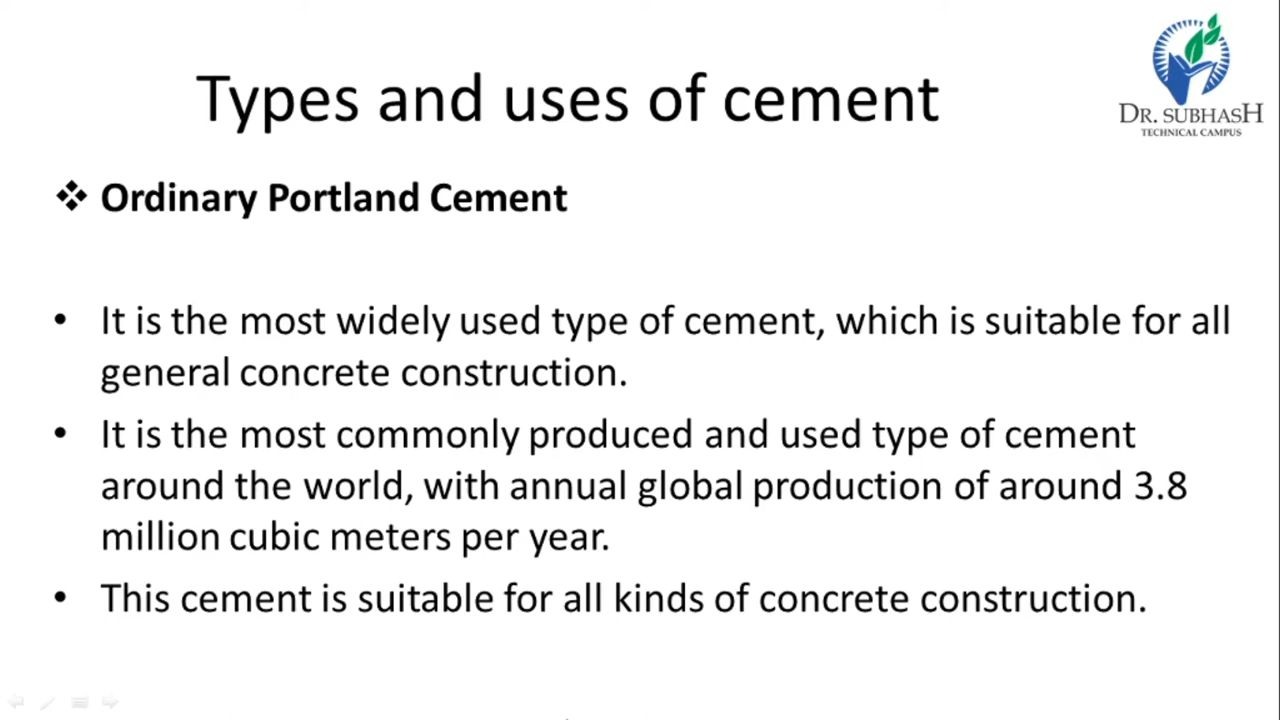 Types and uses of cement
DR. SUBHASH
TECHNICAL CAMPUS
❖ Ordinary Portland Cement
• It is the most widely used type of cement, which is suitable for all
general concrete construction.
• It is the most commonly produced and used type of cement
around the world, with annual global production of around 3.8
million cubic meters per year.
• This cement is suitable for all kinds of concrete construction.